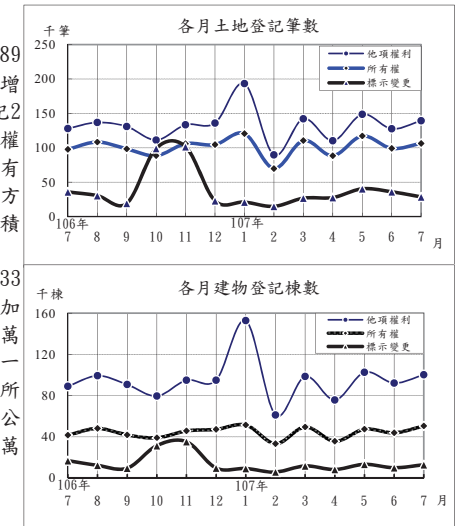 89
增
記2
權
有
方
積
33
加
萬
一
所
公
萬
各月土地登記筆數
千筆
250
200
150
100
50
0
他項權利
所有權
標示變更
106年
107年
7 8 9 10 11 12 1 2 3 4 5 6 7 月
各月建物登記棟數
千棟
160
120
80
40
0
他項權利
所有權
標示變更
106年
107年
7 8 9 10 11 12 1 2 3 4 5 6 7 月